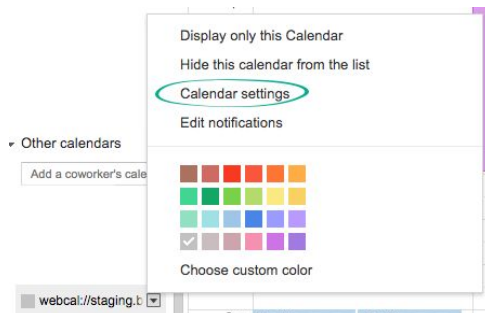 Display only this Calendar
Hide this calendar from the list
Calendar settings
Edit notifications
Other calendars
Add a coworker's cale
Choose custom color
webcal://staging.b